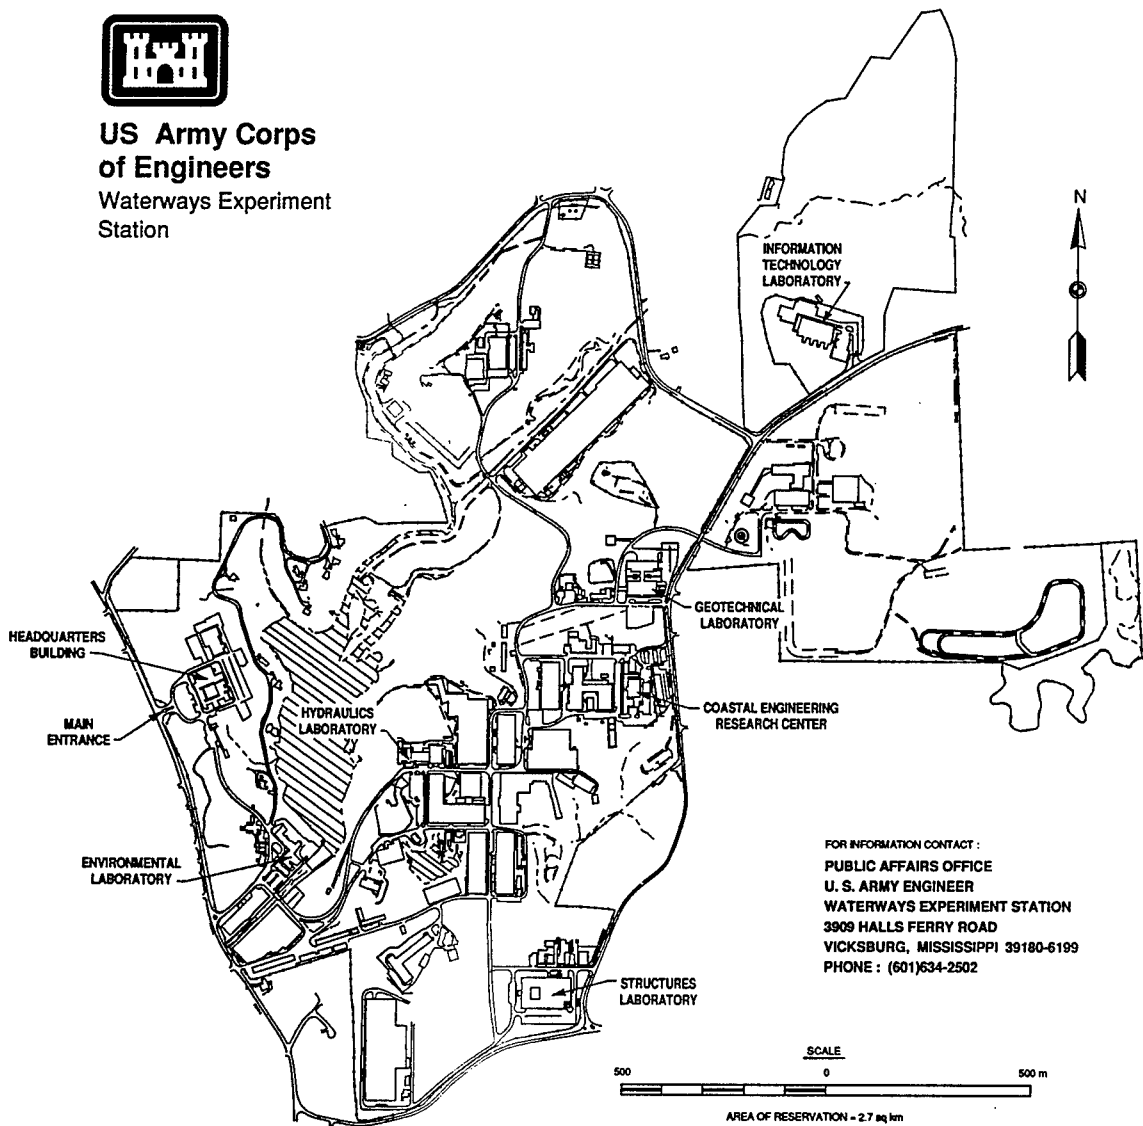 US Army Corps
of Engineers
Waterways Experiment
Station
N
INFORMATION
TECHNOLOGY
LABORATORY
GEOTECHNICAL
LABORATORY
HEADQUARTERS
BUILDING
MAIN
ENTRANCE
HYDRAULICS
LABORATORY
COASTAL ENGINEERING
RESEARCH CENTER
ENVIRONMENTAL
LABORATORY
STRUCTURES
LABORATORY
FOR INFORMATION CONTACT :
PUBLIC AFFAIRS OFFICE
U. S. ARMY ENGINEER
WATERWAYS EXPERIMENT STATION
3909 HALLS FERRY ROAD
VICKSBURG, MISSISSIPPI 39180-6199
PHONE : (601)634-2502
SCALE
500 0 500 m
AREA OF RESERVATION = 2.7 sq km